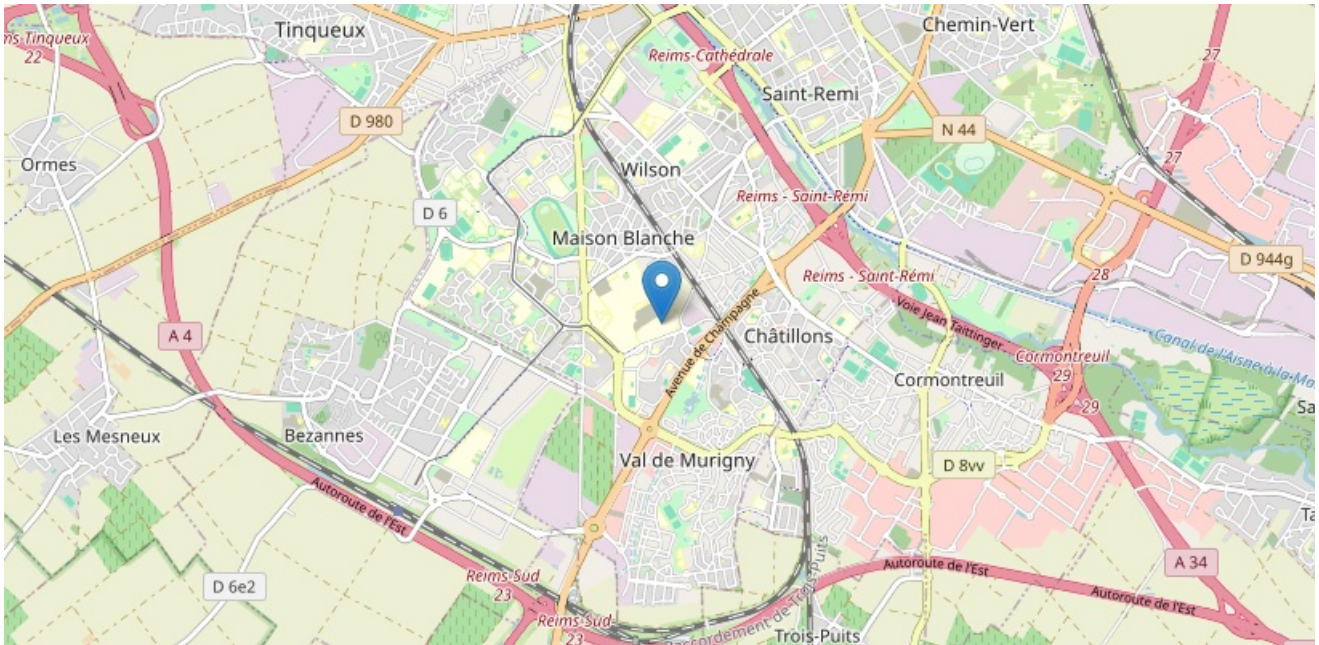 Tinqueux
Chemin-Vert
ms-Tinqueux
22
Reims-Cathédrale
27
Saint-Remi
D 980
N 44
Ormes
Wilson
27
Reims - Saint-Rémi
D 6
Maison Blanche
D 944g
Reims - Saint-Rémi
28
Voie Jean Taittinger
A 4
Avenue de Champagne
Châtillons
Canal de l'Aisne à la Ma
Cormontreuil
29
Cormontreuil
29
Sa
Les Mesneux
Bezannes
Val de Murigny
D 8vv
Autoroute de l'Est
Ta
A 34
Autoroute de l'Est
D 6e2
Reims-Sud
23
Autoroute de l'Est
Reims-Sud
23
Raccordement de Trois-Puits
Trois-Puits